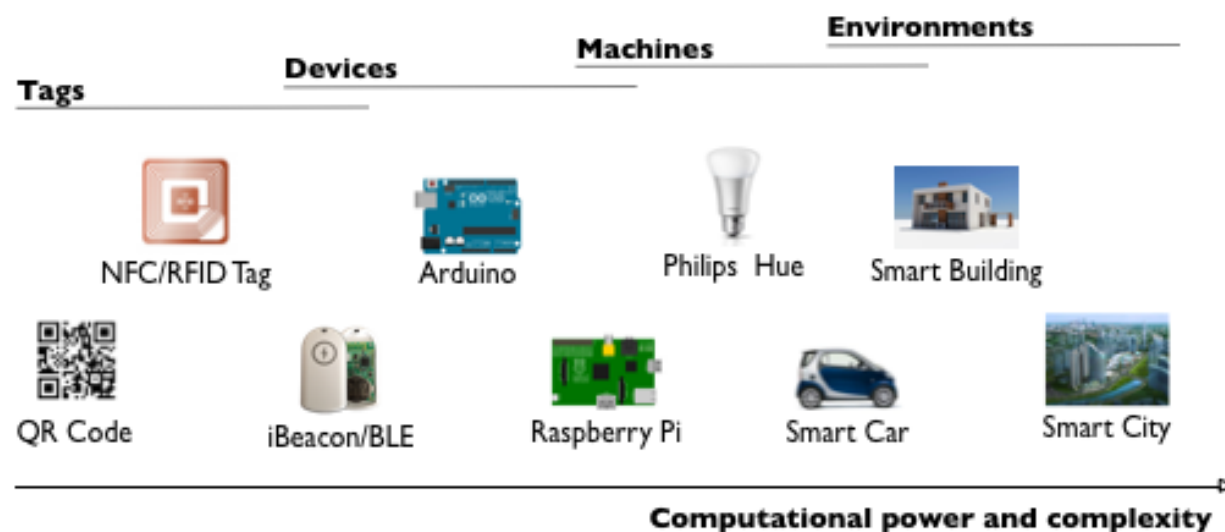 Environments
Machines
Devices
Tags
NFC/RFID Tag
Arduino
Philips Hue
Smart Building
QR Code
iBeacon/BLE
Raspberry Pi
Smart Car
Smart City
Computational power and complexity